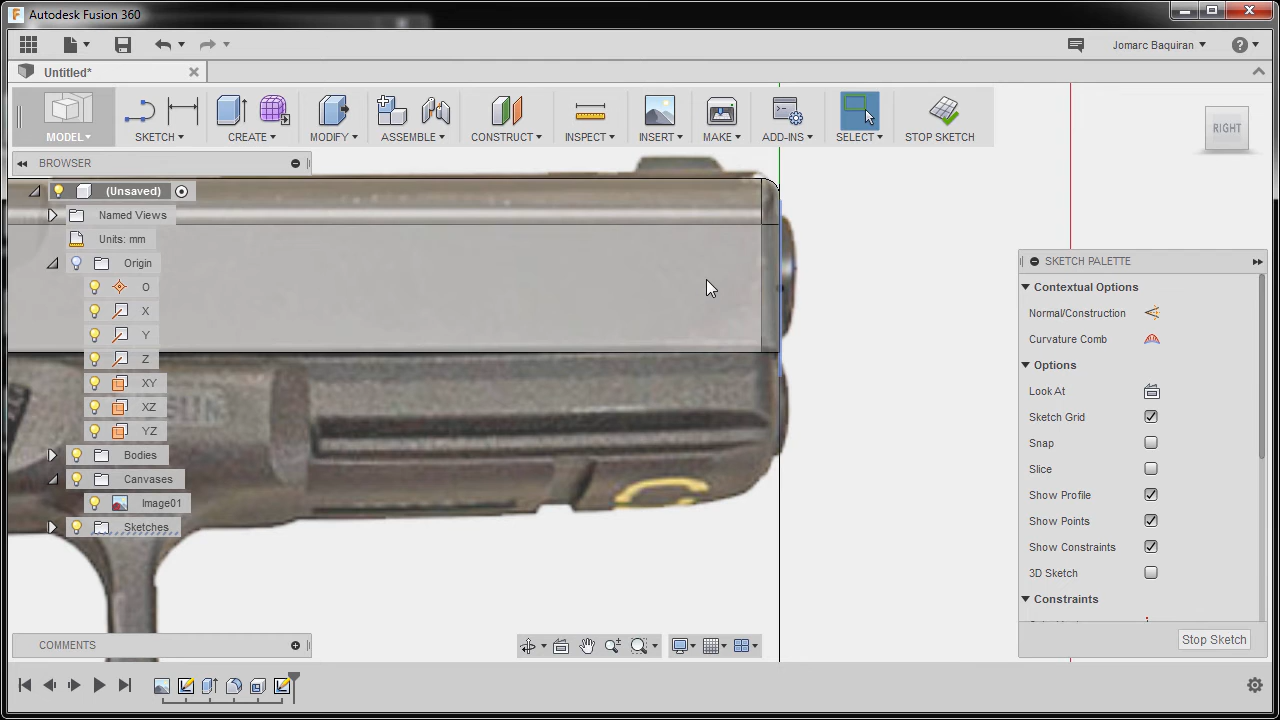 Autodesk Fusion 360
Jomarc Baquiran
Untitled*
MODEL
SKETCH
CREATE
MODIFY
ASSEMBLE
CONSTRUCT
INSPECT
INSERT
MAKE
ADD-INS
SELECT
STOP SKETCH
RIGHT
BROWSER
(Unsaved)
Named Views
Units: mm
Origin
O
X
Y
Z
XY
XZ
YZ
Bodies
Canvases
Image01
Sketches
SKETCH PALETTE
Contextual Options
Normal/Construction
Curvature Comb
Options
Look At
Sketch Grid
Snap
Slice
Show Profile
Show Points
Show Constraints
3D Sketch
Constraints
Stop Sketch
COMMENTS